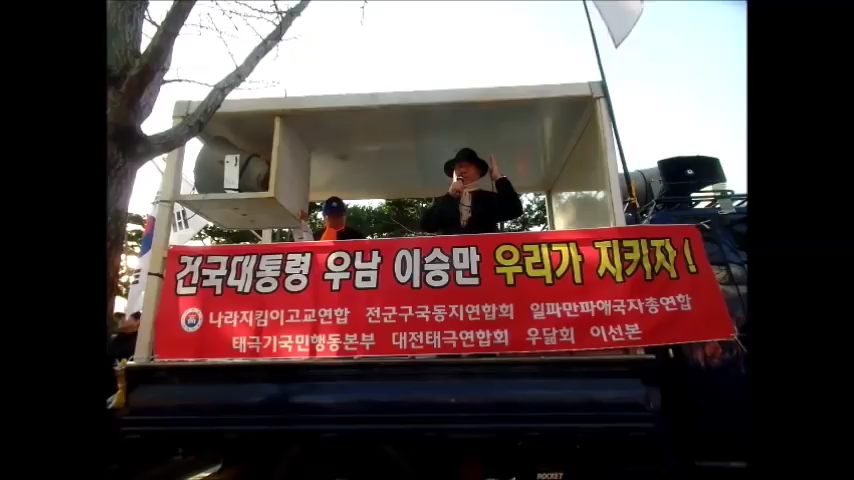 건국대통령 우남 이승만 우리가 지키자!
나라지킴이고교연합 전군구국동지연합회 일파만파애국자총연합
태극기국민행동본부 대전태극기연합회 우닮회 이선본
ROCKET